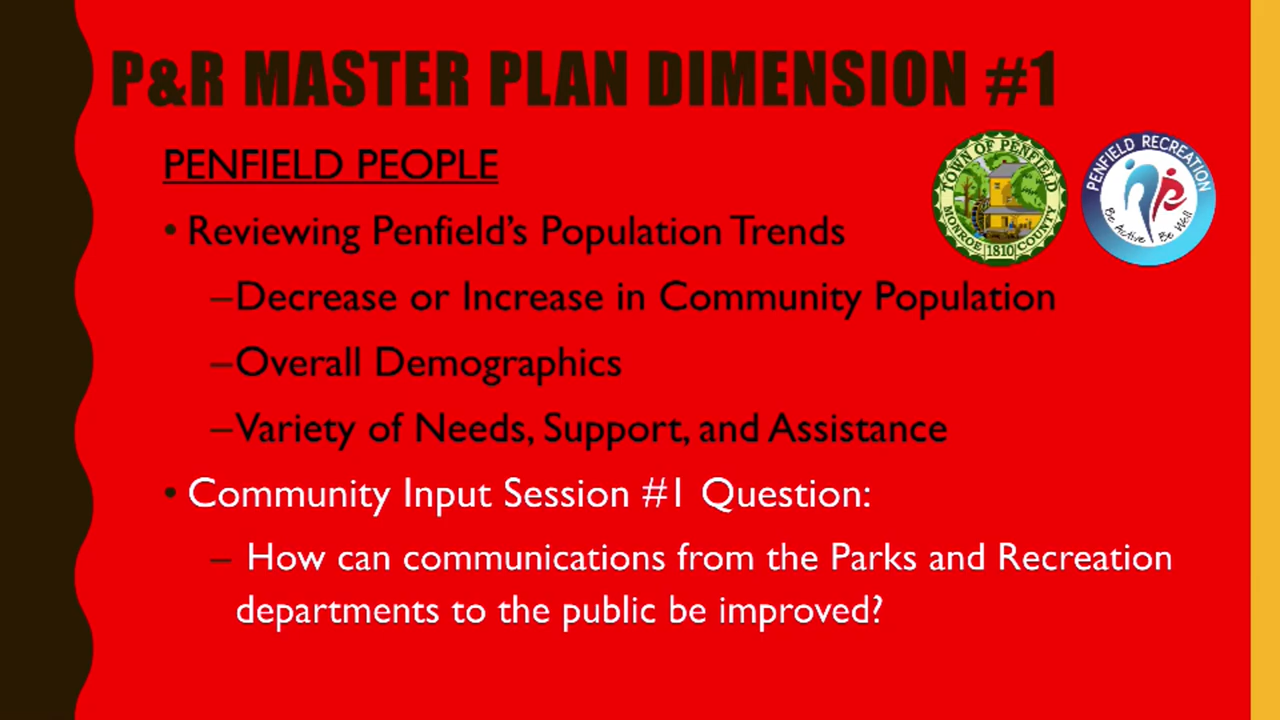 P&R MASTER PLAN DIMENSION #1
PENFIELD PEOPLE
• Reviewing Penfield's Population Trends
–Decrease or Increase in Community Population
–Overall Demographics
–Variety of Needs, Support, and Assistance
• Community Input Session #1 Question:
– How can communications from the Parks and Recreation
departments to the public be improved?
TOWN OF PENFIELD
MONROE 1810 COUNTY
PENFIELD RECREATION
Be Active Be Well